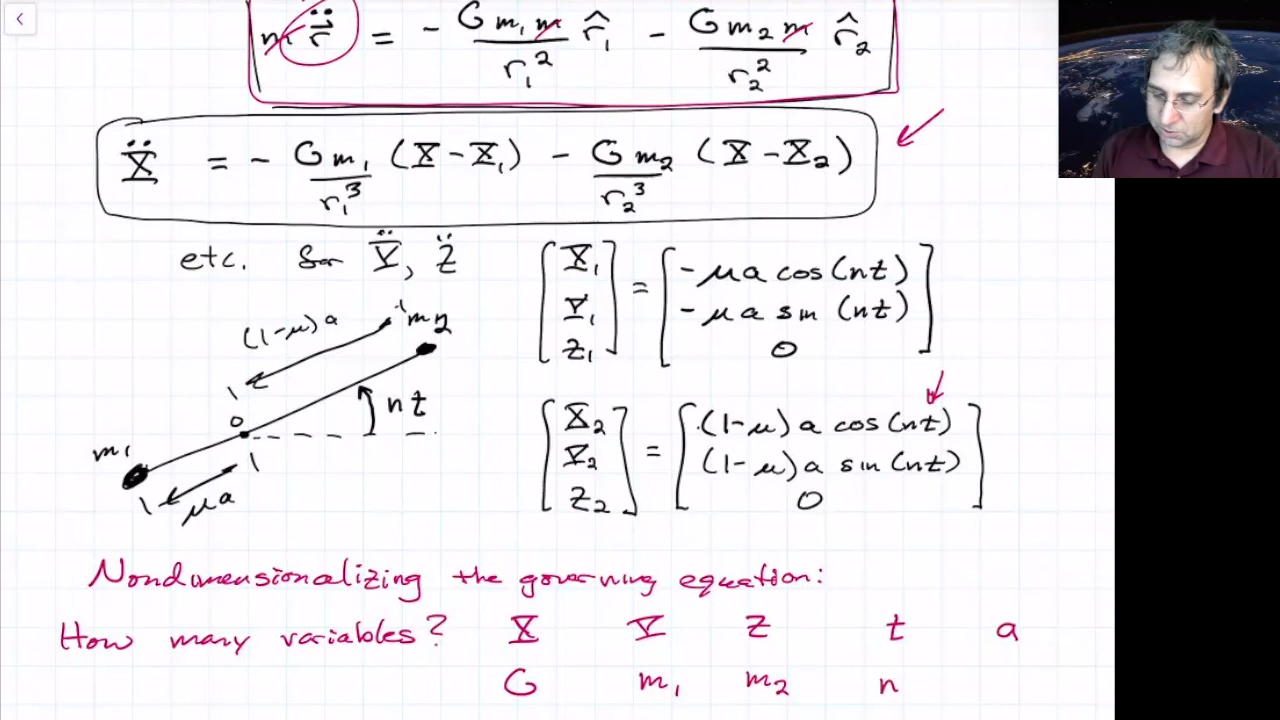 m r̈ = - G m₁ m / r₁² r̂₁ - G m₂ m / r₂² r̂₂
Ẍ = - G m₁ / r₁³ (X - X₁) - G m₂ / r₂³ (X - X₂)
etc. for Ÿ, Z̈
[X₁ Y₁ Z₁] = [-μa cos(nt) -μa sin(nt) 0]
(1-μ)a
m₂
nt
0
m₁
μa
[X₂ Y₂ Z₂] = [(1-μ)a cos(nt) (1-μ)a sin(nt) 0]
Nondimensionalizing the governing equation:
How many variables? X Y Z t a
G m₁ m₂ n